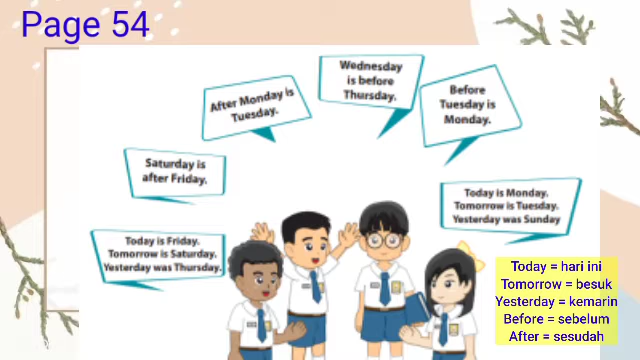 Page 54
Wednesday
is before
Thursday.
After Monday is
Tuesday.
Before
Tuesday is
Monday.
Saturday is
after Friday.
Today is Monday.
Tomorrow is Tuesday.
Yesterday was Sunday
Today is Friday.
Tomorrow is Saturday.
Yesterday was Thursday.
Today = hari ini
Tomorrow = besuk
Yesterday = kemarin
Before = sebelum
After = sesudah